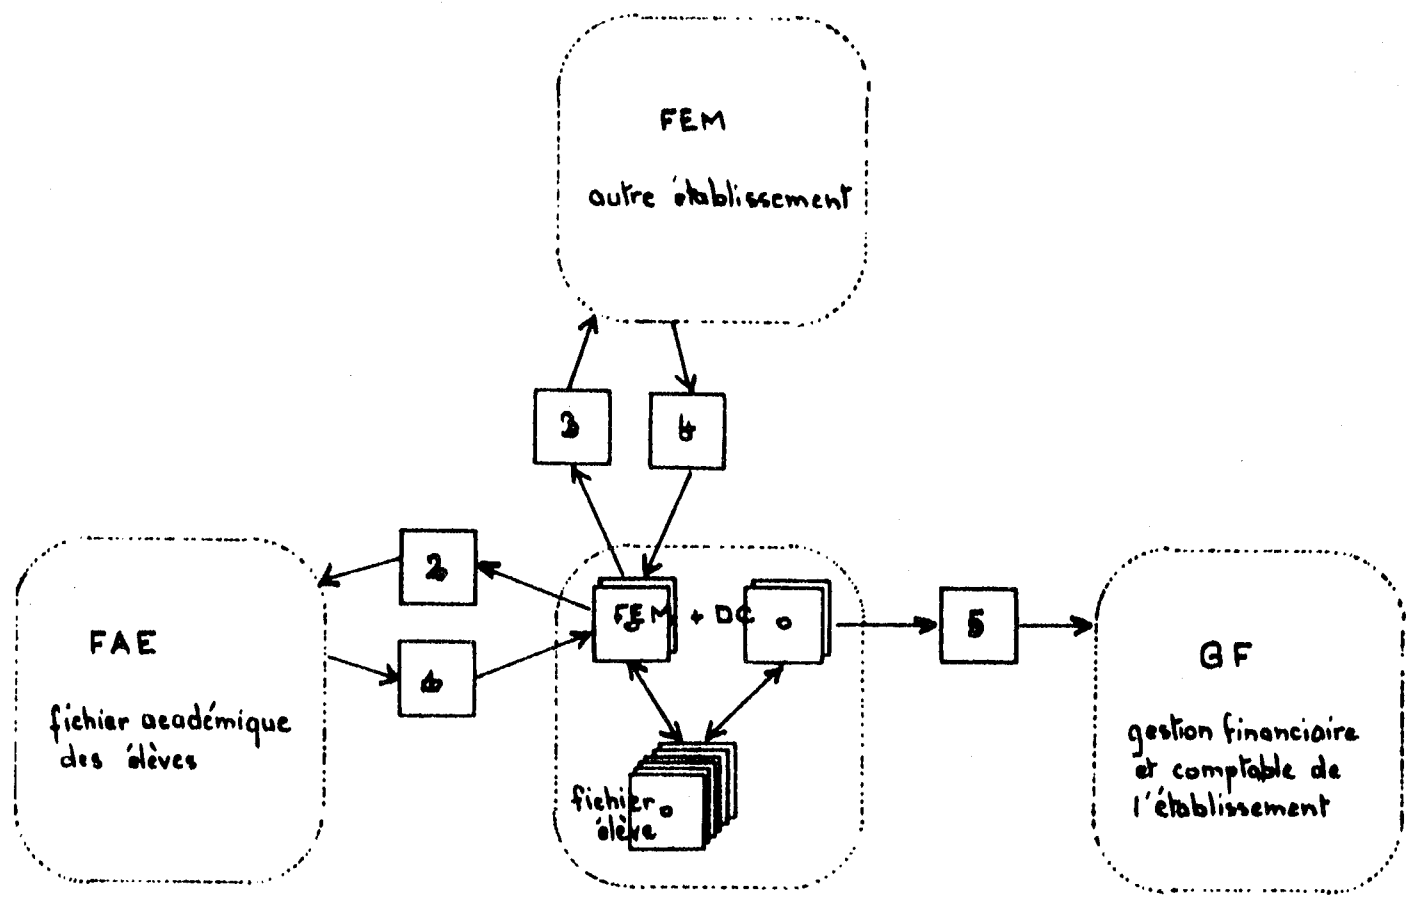 FEM
autre établissement
3
4
2
FEM + DC
5
1
FAE
fichier académique
des élèves
GF
gestion financiaire
et comptable de
l'établissement
fichier
élève